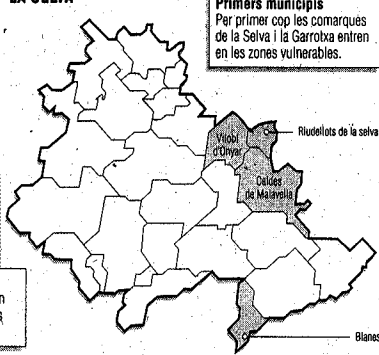 LA SELVA
Primers municipis
Per primer cop les comarques
de la Selva i la Garrotxa entren
en les zones vulnerables.
Riudellots de la selva
Vilobí
d'Onyar
Caldes
de Malavella
Blanes